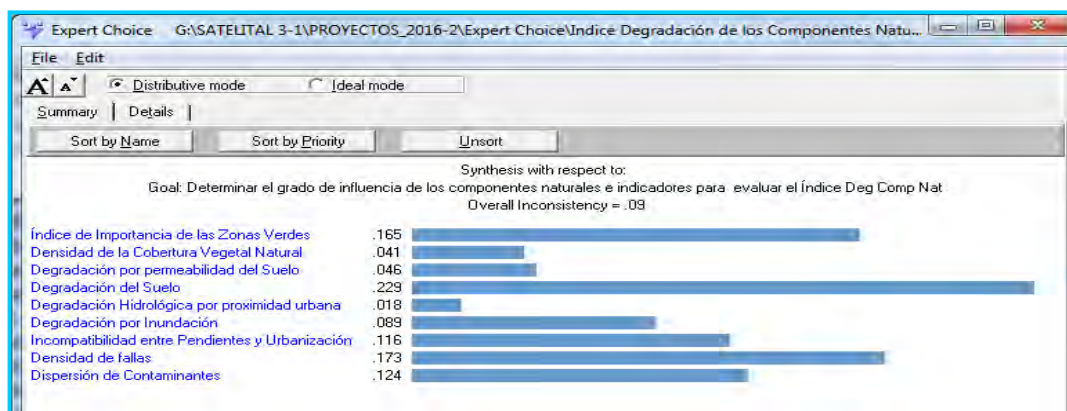 Expert Choice G:\SATELITAL 3-1\PROYECTOS_2016-2\Expert Choice\Indice Degradación de los Componentes Natu...
File Edit
A A Distributive mode Ideal mode
Summary Details
Sort by Name Sort by Priority Unsort
Synthesis with respect to:
Goal: Determinar el grado de influencia de los componentes naturales e indicadores para evaluar el Índice Deg Comp Nat
Overall Inconsistency = .09
Índice de Importancia de las Zonas Verdes .165
Densidad de la Cobertura Vegetal Natural .041
Degradación por permeabilidad del Suelo .046
Degradación del Suelo .229
Degradación Hidrológica por proximidad urbana .018
Degradación por Inundación .089
Incompatibilidad entre Pendientes y Urbanización .116
Densidad de fallas .173
Dispersión de Contaminantes .124